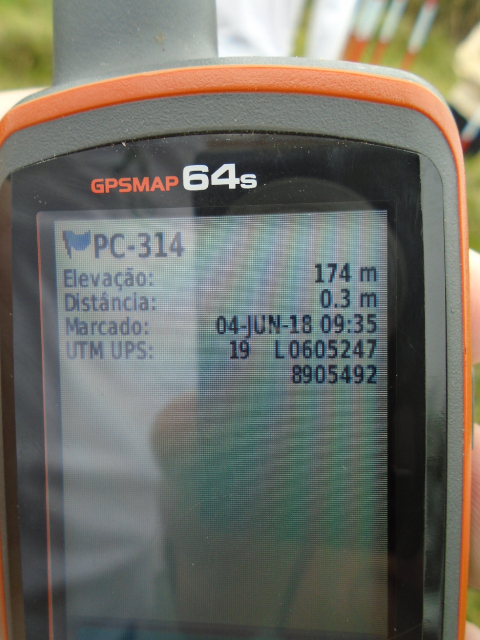 GPSMAP 64s
PC-314
Elevação: 174 m
Distância: 0.3 m
Marcado: 04-JUN-18 09:35
UTM UPS: 19 L 0605247
8905492